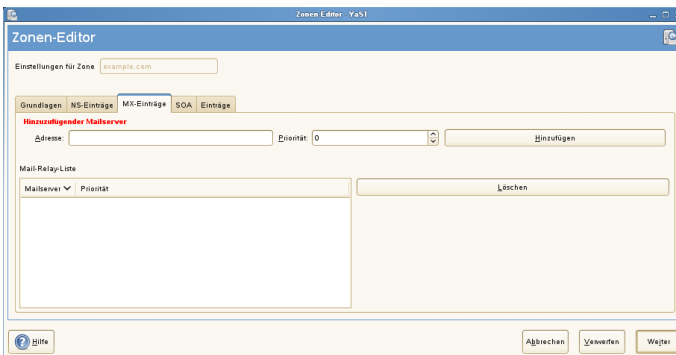 Zonen-Editor - YaST
Zonen-Editor
Einstellungen für Zone example.com
Grundlagen NS-Einträge MX-Einträge SOA Einträge
Hinzuzufügender Mailserver
Adresse: Priorität: 0 Hinzufügen
Mail-Relay-Liste
Mailserver Priorität Löschen
Hilfe Abbrechen Verwerfen Weiter